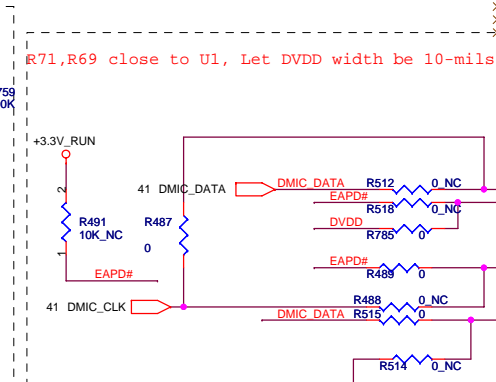 R71,R69 close to U1, Let DVDD width be 10-mils
759
0K
+3.3V_RUN
2
R491
10K_NC
1
EAPD#
41 DMIC_DATA
R487
0
41 DMIC_CLK
DMIC_DATA R512 0_NC
EAPD# R518 0_NC
DVDD R785 0
EAPD# R489 0
R488 0_NC
DMIC_DATA R515 0
R514 0_NC